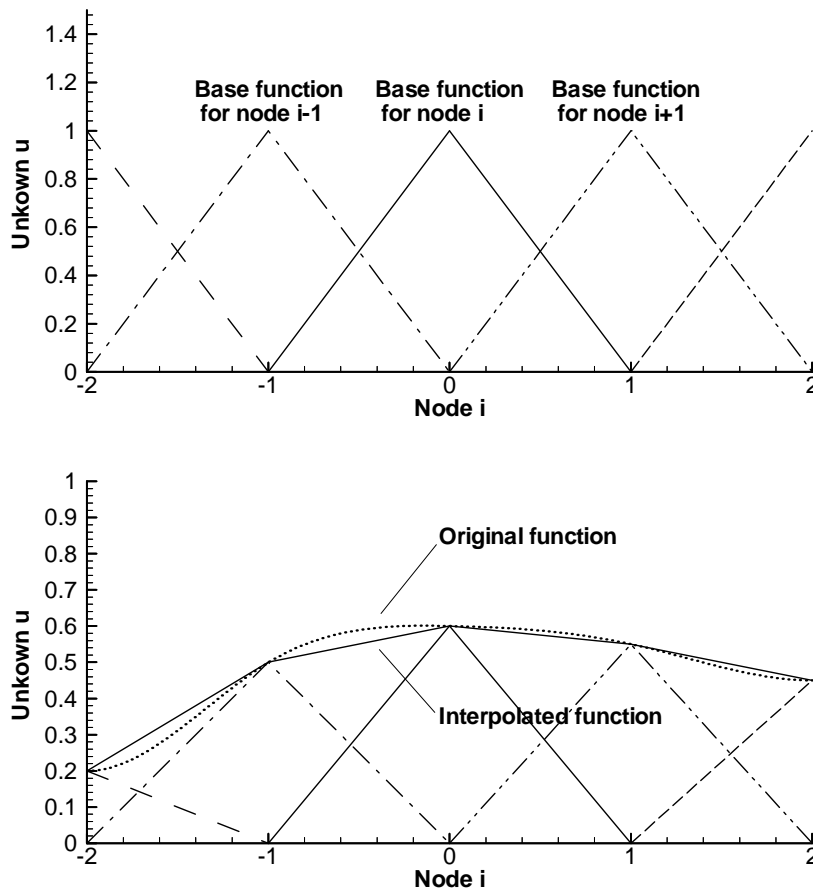 1.4
1.2
1
0.8
0.6
0.4
0.2
0
Unkown u
Base function
for node i-1
Base function
for node i
Base function
for node i+1
-2
-1
0
1
2
Node i
1
0.9
0.8
0.7
0.6
0.5
0.4
0.3
0.2
0.1
0
Unkown u
Original function
Interpolated function
-2
-1
0
1
2
Node i